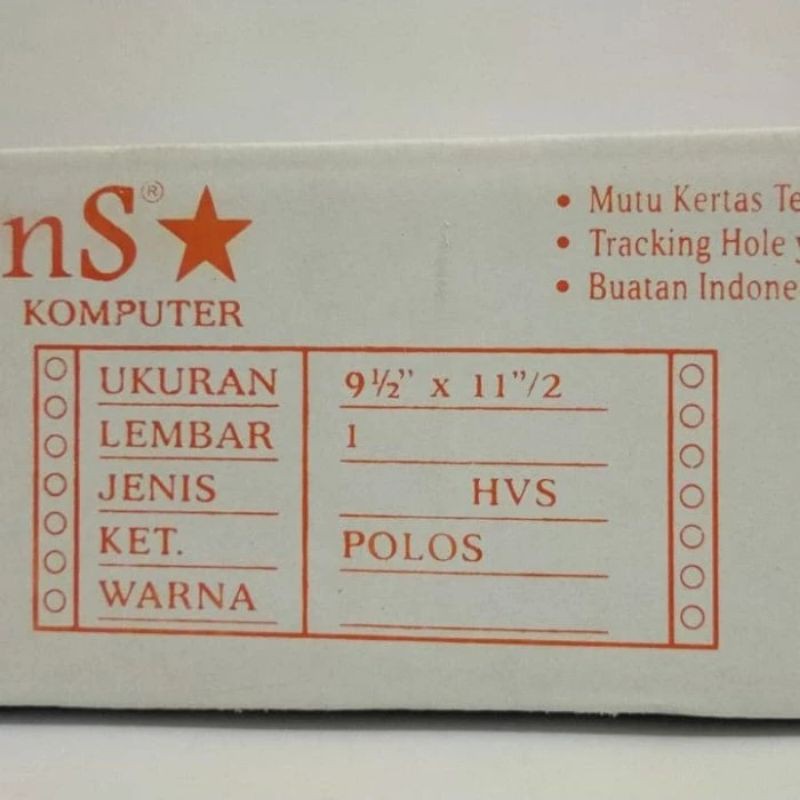 nS®
KOMPUTER
• Mutu Kertas Te
• Tracking Hole y
• Buatan Indone
UKURAN 9½” x 11”/2
LEMBAR 1
JENIS HVS
KET. POLOS
WARNA